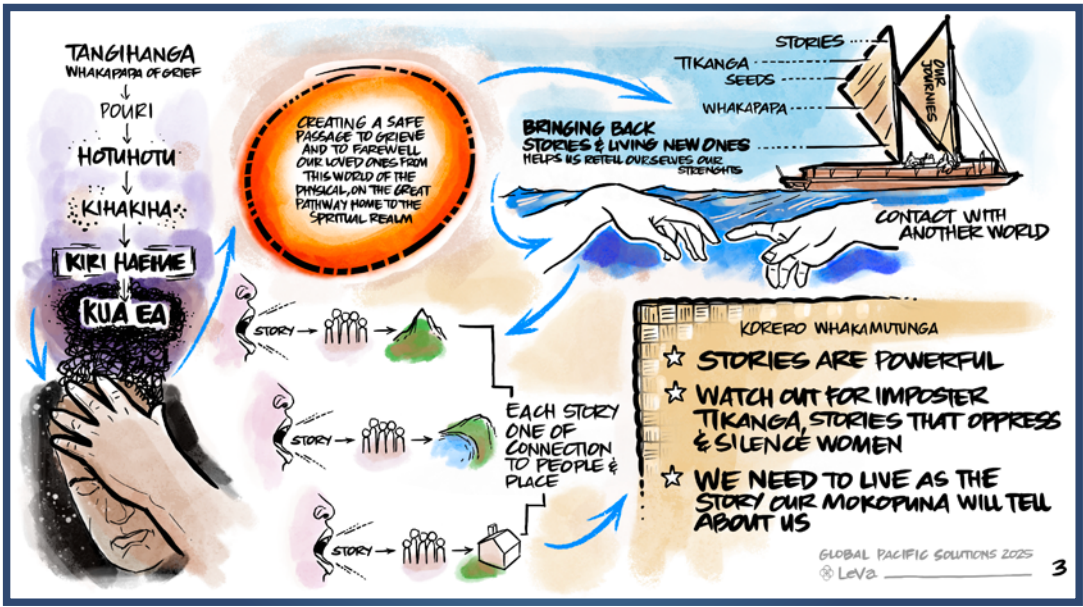 TANGIHANGA
WHAKAPAPA OF GRIEF
POURI
HOTUHOTU
KIHAKIHA
KIRI HAEHAE
KUA EA
CREATING A SAFE
PASSAGE TO GRIEVE
AND TO FAREWELL
OUR LOVED ONES FROM
THIS WORLD OF THE
PHYSICAL, ON THE GREAT
PATHWAY HOME TO THE
SPRITUAL REALM
BRINGING BACK
STORIES & LIVING NEW ONES
HELPS US RETELL OURSELVES OUR
STRENGHTS
STORIES
TIKANGA
SEEDS
WHAKAPAPA
OUR
JOURNIES
CONTACT WITH
ANOTHER WORLD
STORY
STORY
STORY
EACH STORY
ONE OF
CONNECTION
TO PEOPLE &
PLACE
KORERO WHAKAMUTUNGA
STORIES ARE POWERFUL
WATCH OUT FOR IMPOSTER
TIKANGA, STORIES THAT OPPRESS
& SILENCE WOMEN
WE NEED TO LIVE AS THE
STORY OUR MOKOPUNA WILL TELL
ABOUT US
GLOBAL PACIFIC SOLUTIONS 2025
LeVa
3